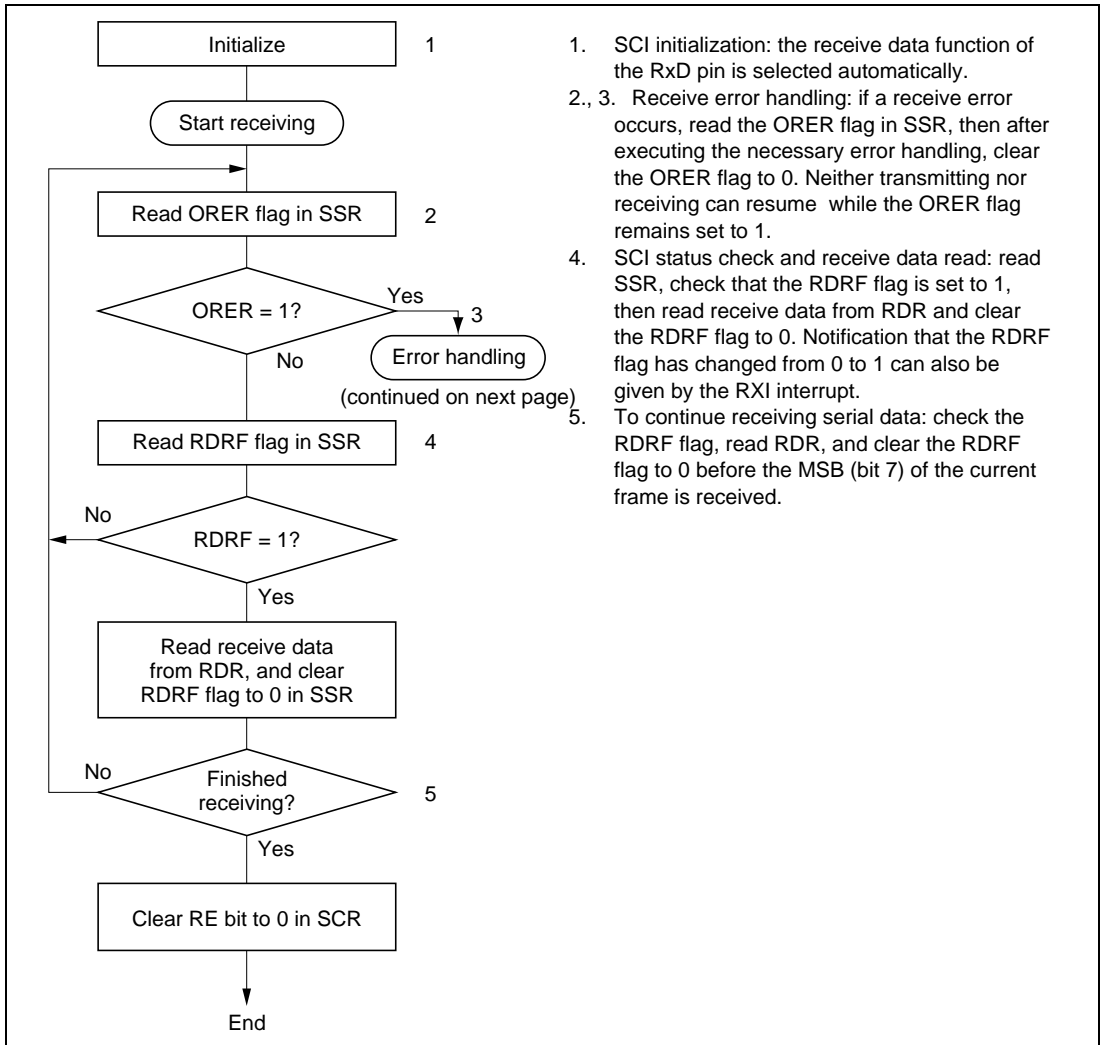 Initialize
1
Start receiving
Read ORER flag in SSR
2
ORER = 1?
Yes
3
No
Error handling
(continued on next page)
Read RDRF flag in SSR
4
No
RDRF = 1?
Yes
Read receive data
from RDR, and clear
RDRF flag to 0 in SSR
No
Finished
receiving?
5
Yes
Clear RE bit to 0 in SCR
End
1. SCI initialization: the receive data function of
the RxD pin is selected automatically.
2., 3. Receive error handling: if a receive error
occurs, read the ORER flag in SSR, then after
executing the necessary error handling, clear
the ORER flag to 0. Neither transmitting nor
receiving can resume while the ORER flag
remains set to 1.
4. SCI status check and receive data read: read
SSR, check that the RDRF flag is set to 1,
then read receive data from RDR and clear
the RDRF flag to 0. Notification that the RDRF
flag has changed from 0 to 1 can also be
given by the RXI interrupt.
5. To continue receiving serial data: check the
RDRF flag, read RDR, and clear the RDRF
flag to 0 before the MSB (bit 7) of the current
frame is received.